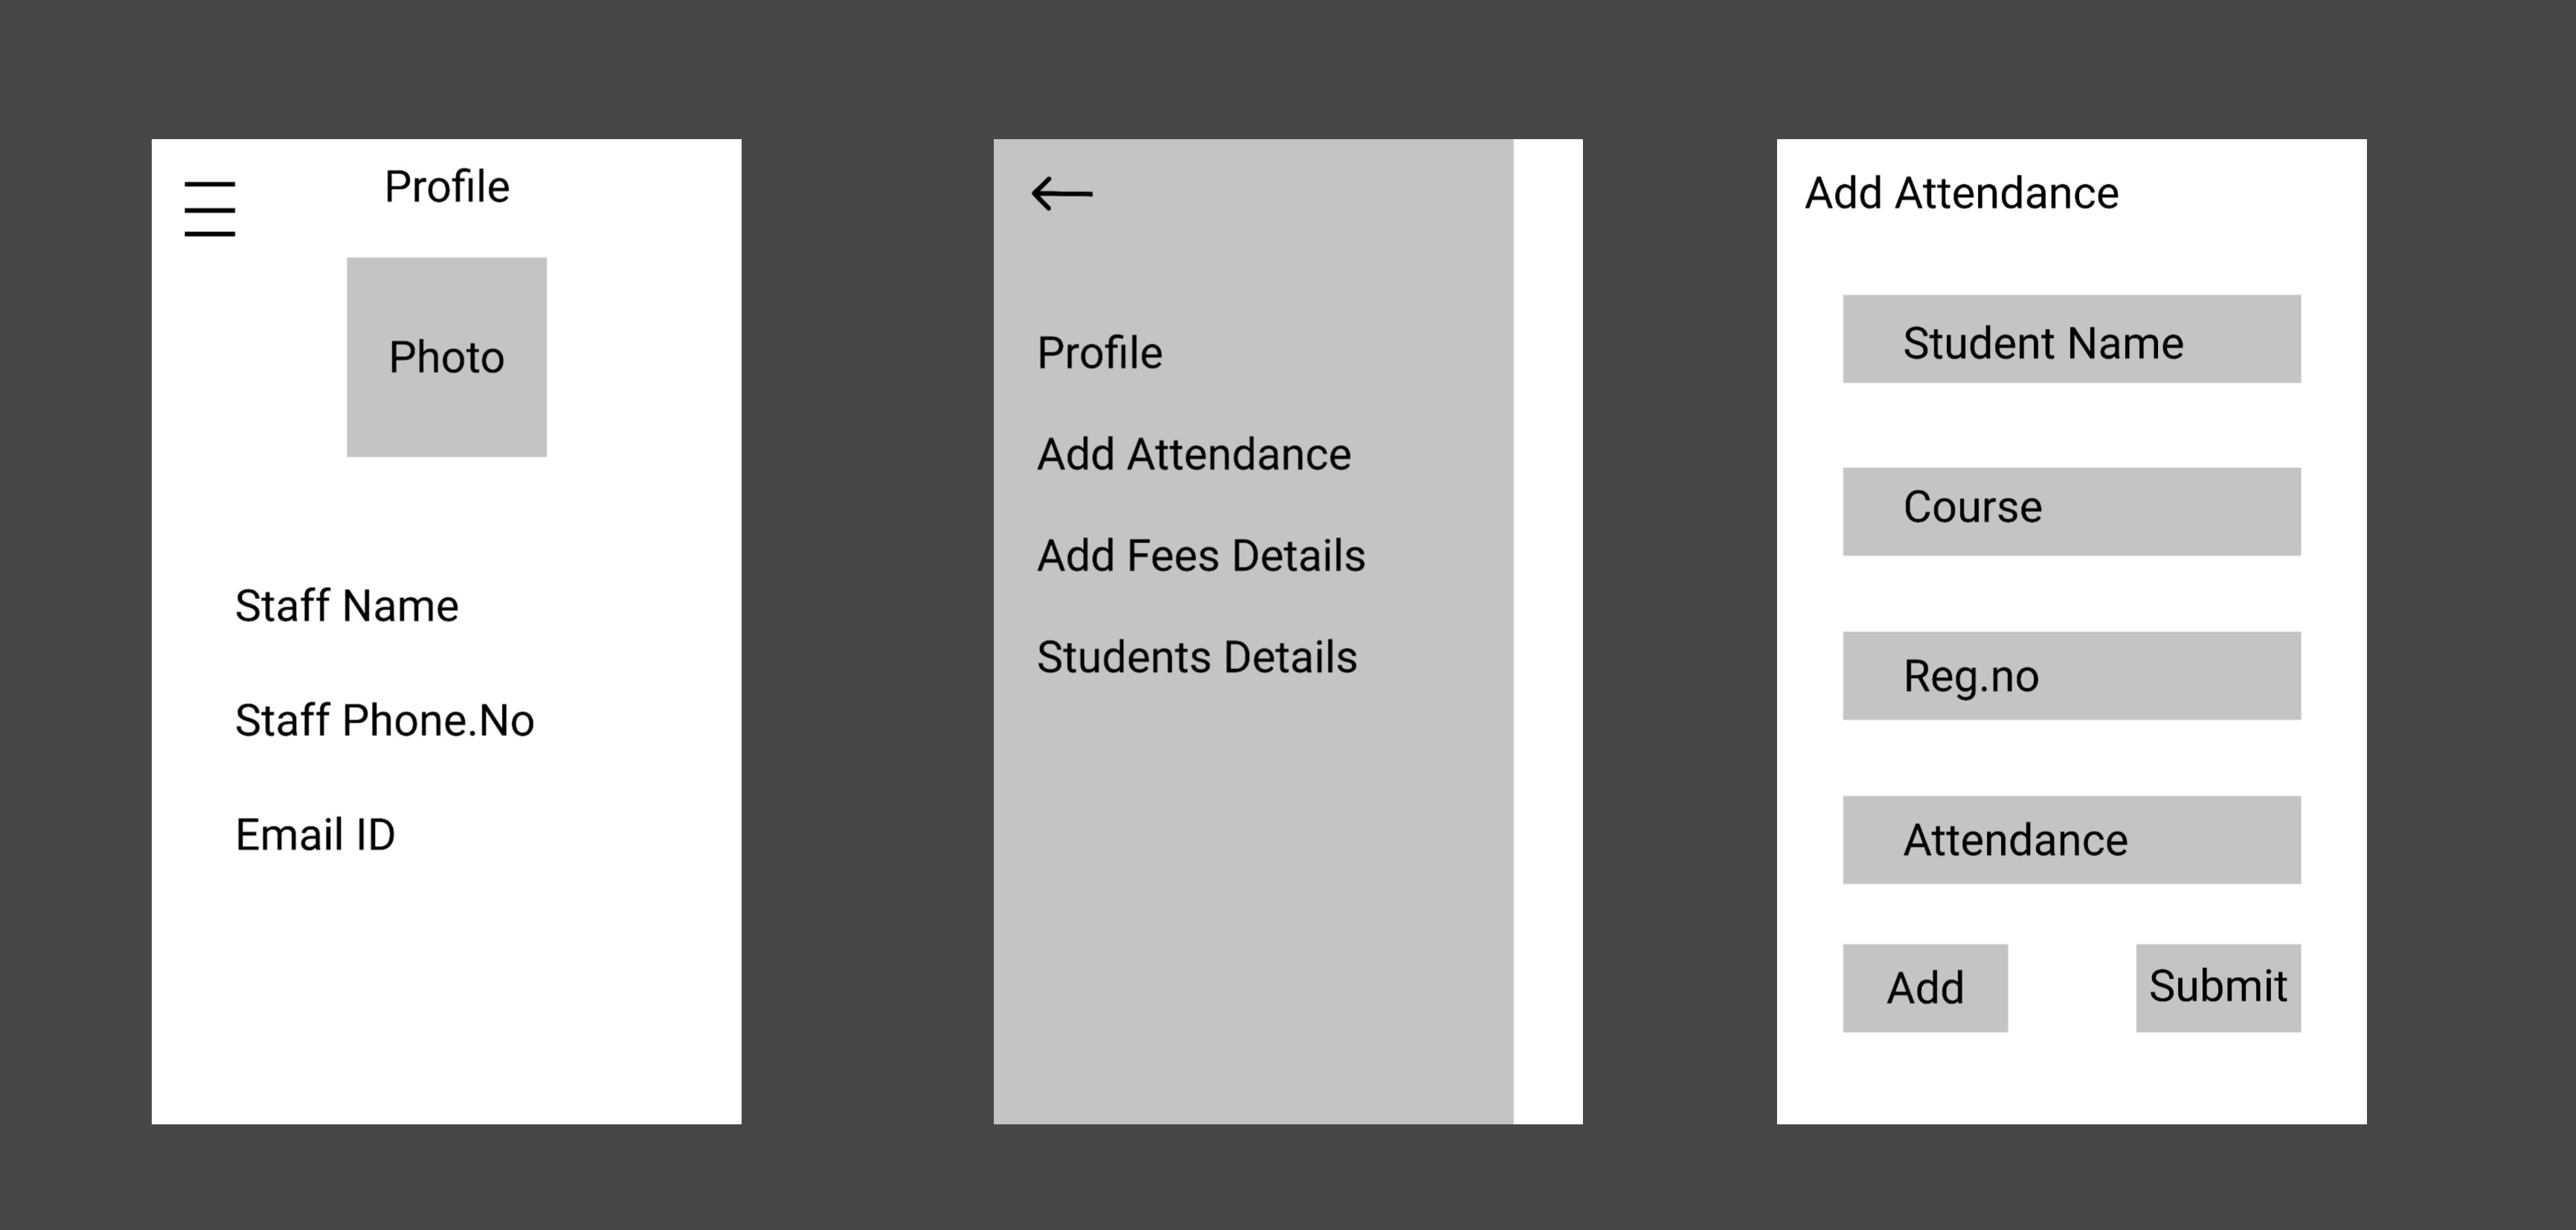 Profile
Photo
Staff Name
Staff Phone.No
Email ID
Profile
Add Attendance
Add Fees Details
Students Details
Add Attendance
Student Name
Course
Reg.no
Attendance
Add
Submit